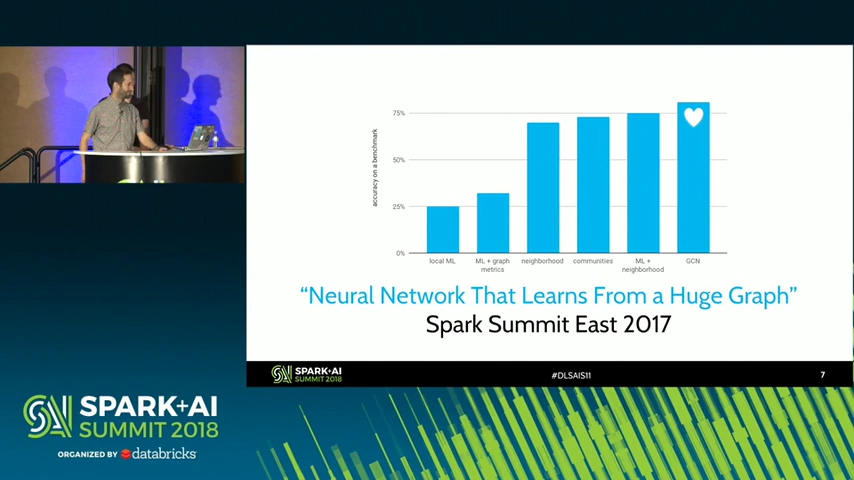 accuracy on a benchmark
75%
50%
25%
0%
local ML
ML + graph
metrics
neighborhood
communities
ML +
neighborhood
GCN
“Neural Network That Learns From a Huge Graph”
Spark Summit East 2017
SPARK+AI
SUMMIT 2018
#DLSAIS11
7
SPARK+AI
SUMMIT 2018
ORGANIZED BY databricks